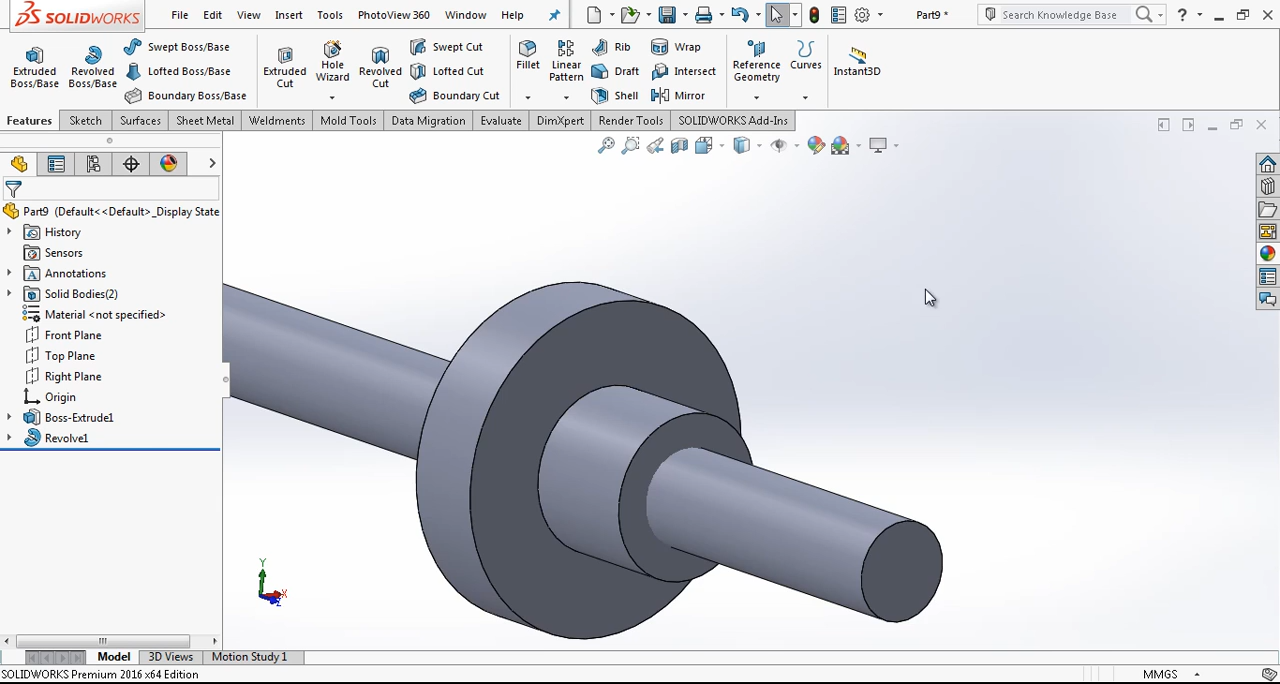 SOLIDWORKS File Edit View Insert Tools PhotoView 360 Window Help Part9 * Search Knowledge Base ?
Extruded Boss/Base
Revolved Boss/Base
Swept Boss/Base
Lofted Boss/Base
Boundary Boss/Base
Extruded Cut
Hole Wizard
Revolved Cut
Swept Cut
Lofted Cut
Boundary Cut
Fillet
Linear Pattern
Rib
Draft
Shell
Wrap
Intersect
Mirror
Reference Geometry
Curves
Instant3D
Features Sketch Surfaces Sheet Metal Weldments Mold Tools Data Migration Evaluate DimXpert Render Tools SOLIDWORKS Add-Ins
Part9 (Default<<Default>_Display State
History
Sensors
A Annotations
Solid Bodies(2)
Material <not specified>
Front Plane
Top Plane
Right Plane
Origin
Boss-Extrude1
Revolve1
Y
X
Z
Model 3D Views Motion Study 1
SOLIDWORKS Premium 2016 x64 Edition MMGS